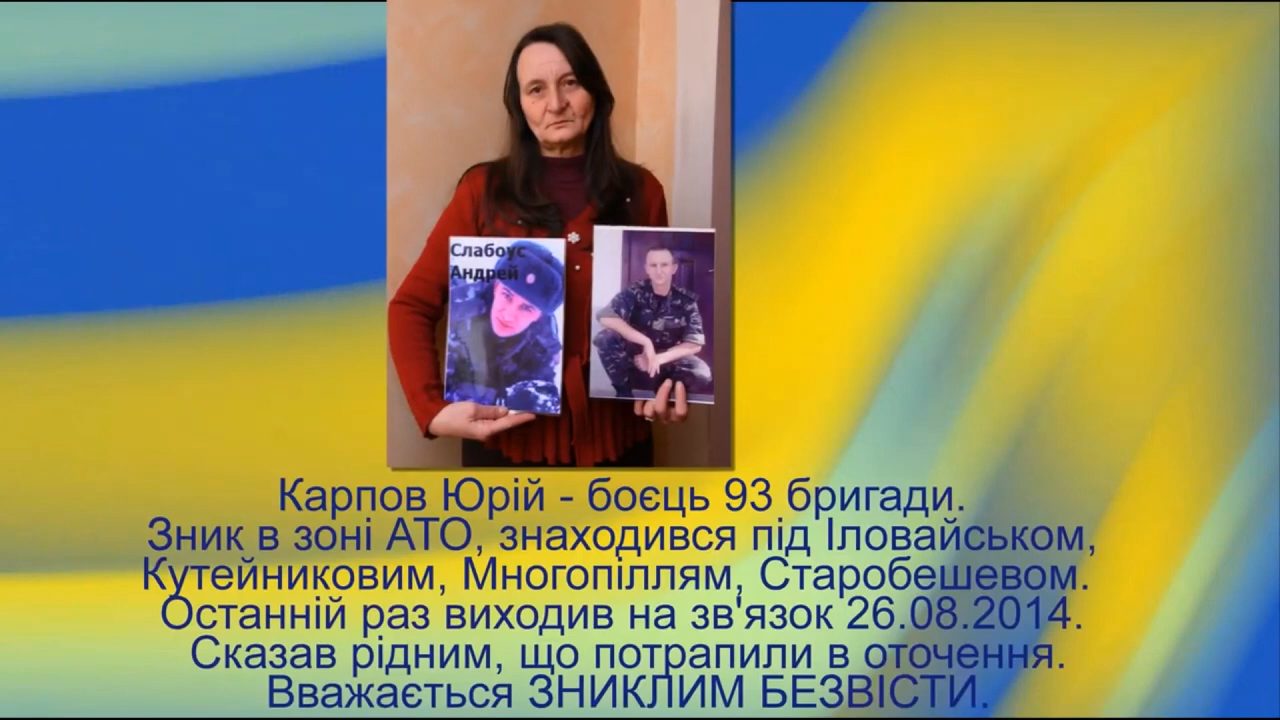 Слабоус
Андрей
Карпов Юрій - боєць 93 бригади.
Зник в зоні АТО, знаходився під Іловайськом,
Кутейниковим, Многопіллям, Старобешевом.
Останній раз виходив на зв'язок 26.08.2014.
Сказав рідним, що потрапили в оточення.
Вважається ЗНИКЛИМ БЕЗВІСТИ.